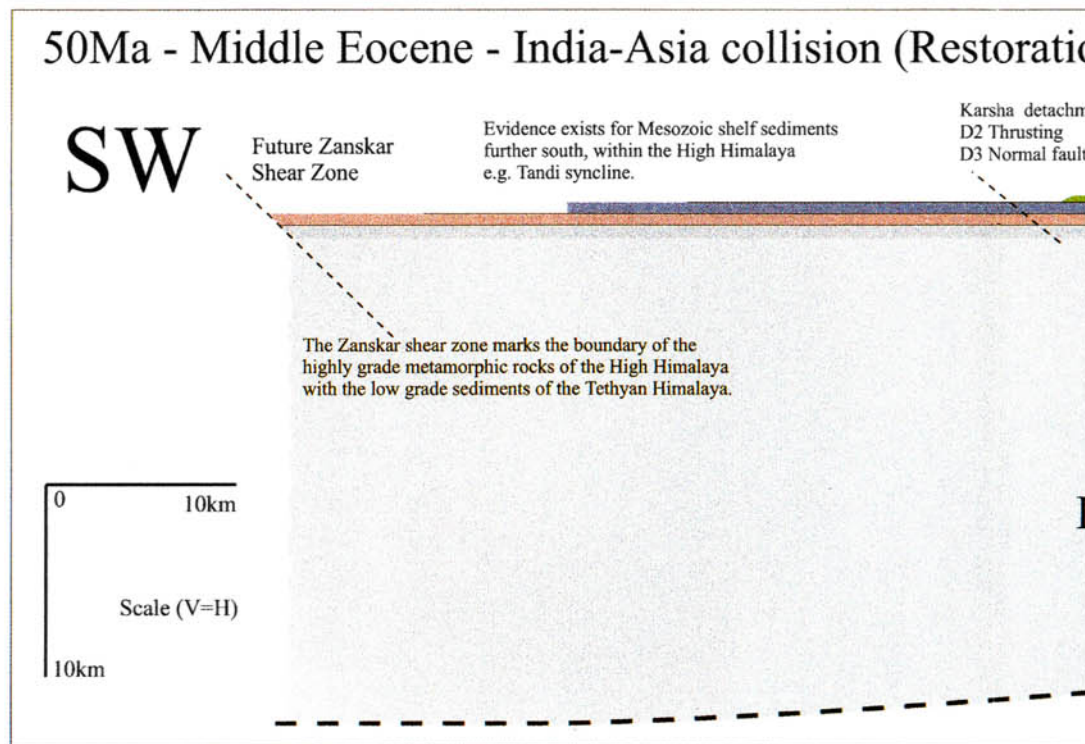 50Ma - Middle Eocene - India-Asia collision (Restoratio
SW
Future Zanskar
Shear Zone
Evidence exists for Mesozoic shelf sediments
further south, within the High Himalaya
e.g. Tandi syncline.
Karsha detachm
D2 Thrusting
D3 Normal fault
The Zanskar shear zone marks the boundary of the
highly grade metamorphic rocks of the High Himalaya
with the low grade sediments of the Tethyan Himalaya.
0 10km
Scale (V=H)
10km